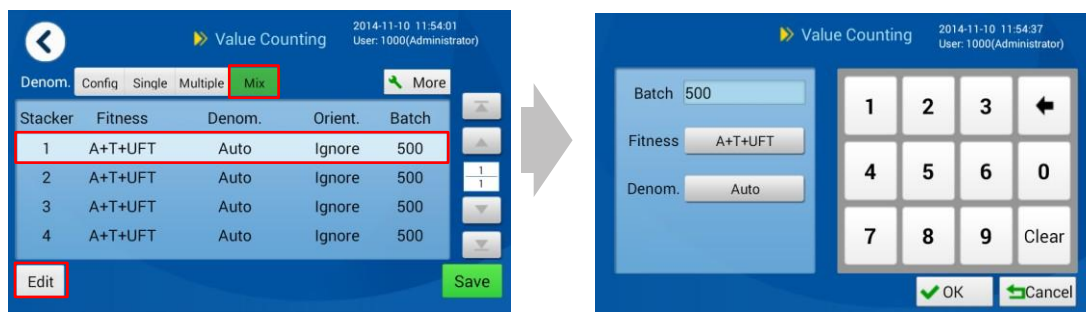 Value Counting
2014-11-10 11:54:01
User: 1000(Administrator)
Denom. Config Single Multiple Mix More
Stacker Fitness Denom. Orient. Batch
1 A+T+UFT Auto Ignore 500
2 A+T+UFT Auto Ignore 500
3 A+T+UFT Auto Ignore 500
4 A+T+UFT Auto Ignore 500
1
1
Edit Save
Value Counting
2014-11-10 11:54:37
User: 1000(Administrator)
Batch 500
Fitness A+T+UFT
Denom. Auto
1 2 3
4 5 6 0
7 8 9 Clear
OK Cancel